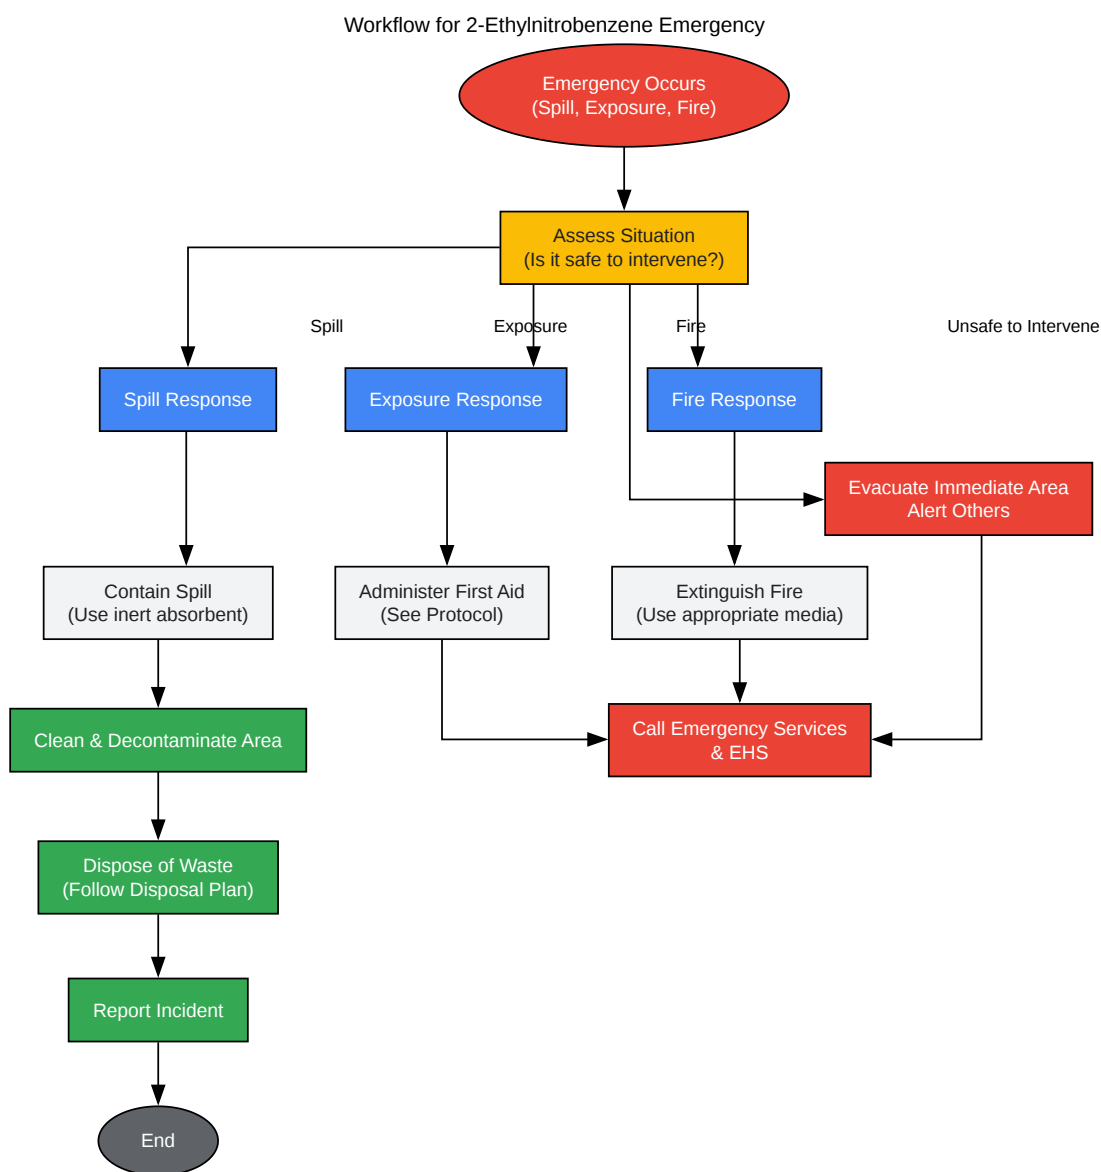 Workflow for 2-Ethylnitrobenzene Emergency
Emergency Occurs
(Spill, Exposure, Fire)
Assess Situation
(Is it safe to intervene?)
Spill
Exposure
Fire
Unsafe to Intervene
Spill Response
Exposure Response
Fire Response
Evacuate Immediate Area
Alert Others
Contain Spill
(Use inert absorbent)
Administer First Aid
(See Protocol)
Extinguish Fire
(Use appropriate media)
Clean & Decontaminate Area
Call Emergency Services
& EHS
Dispose of Waste
(Follow Disposal Plan)
Report Incident
End